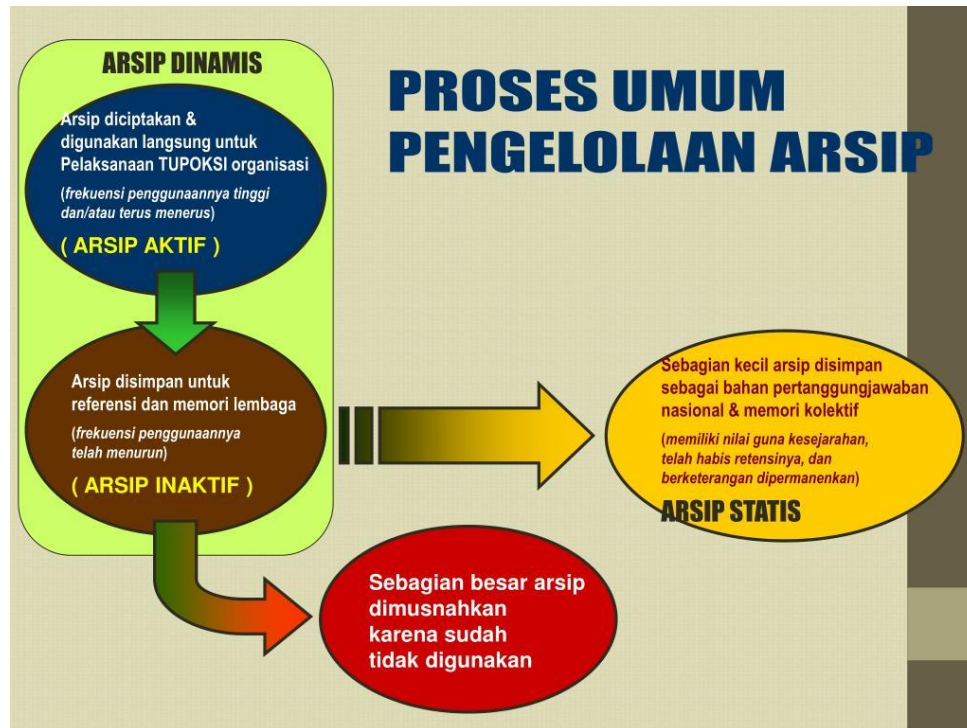 ARSIP DINAMIS
PROSES UMUM
PENGELOLAAN ARSIP
Arsip diciptakan &
digunakan langsung untuk
Pelaksanaan TUPOKSI organisasi
(frekuensi penggunaannya tinggi
dan/atau terus menerus)
( ARSIP AKTIF )
Arsip disimpan untuk
referensi dan memori lembaga
(frekuensi penggunaannya
telah menurun)
( ARSIP INAKTIF )
Sebagian kecil arsip disimpan
sebagai bahan pertanggungjawaban
nasional & memori kolektif
(memiliki nilai guna kesejarahan,
telah habis retensinya, dan
berketerangan dipermanenkan)
ARSIP STATIS
Sebagian besar arsip
dimusnahkan
karena sudah
tidak digunakan